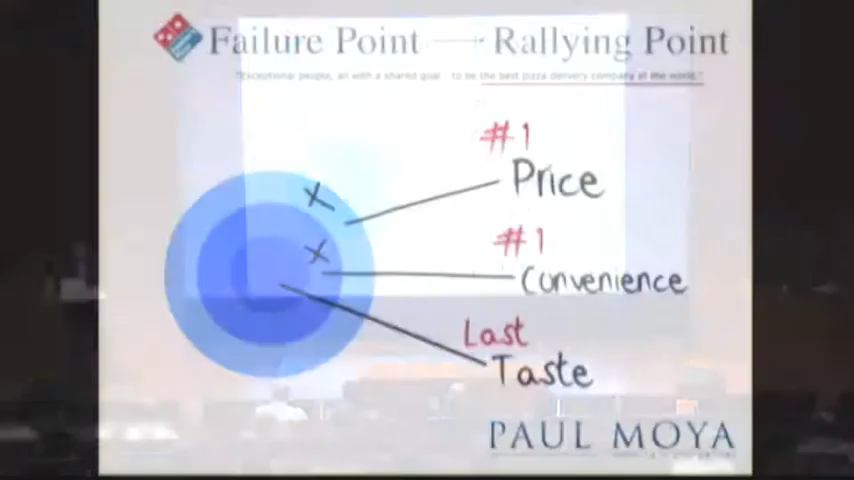 Failure Point → Rallying Point
"Exceptional people, on with a shared goal - to be the best pizza delivery company in the world."
#1
Price
#1
Convenience
Last
Taste
PAUL MOYA